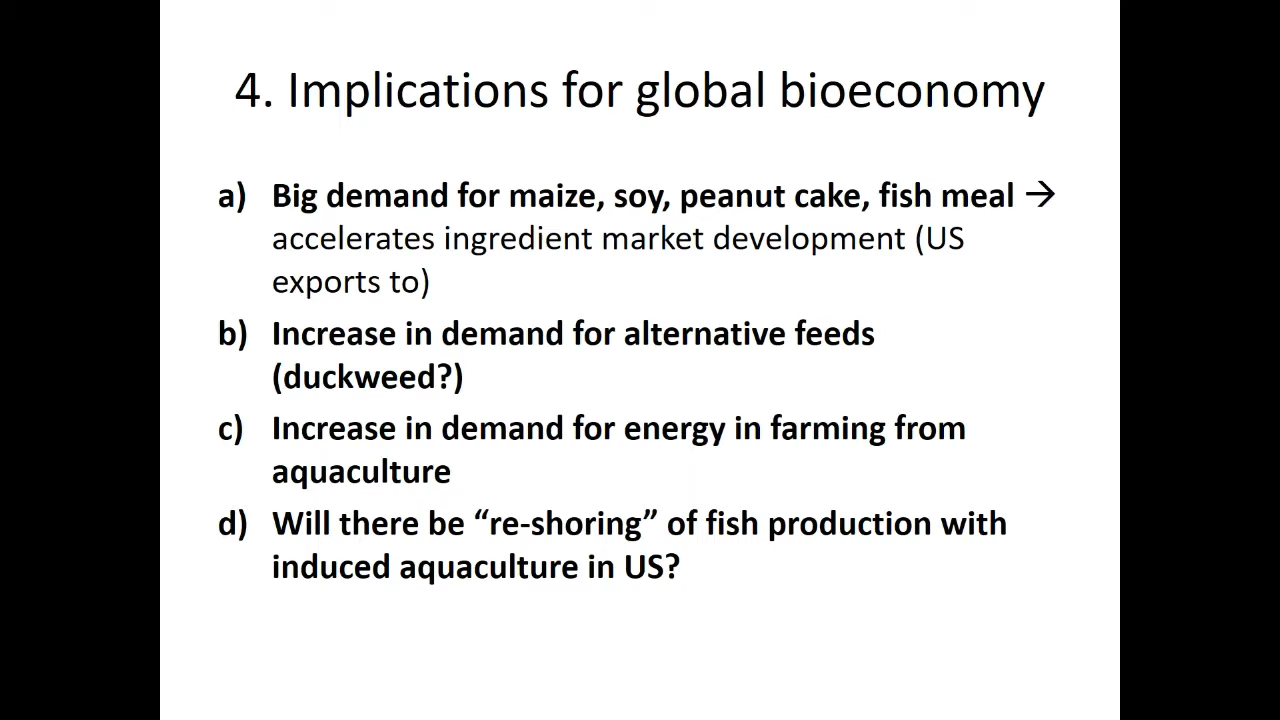 4. Implications for global bioeconomy
a) Big demand for maize, soy, peanut cake, fish meal →
accelerates ingredient market development (US
exports to)
b) Increase in demand for alternative feeds
(duckweed?)
c) Increase in demand for energy in farming from
aquaculture
d) Will there be “re-shoring” of fish production with
induced aquaculture in US?